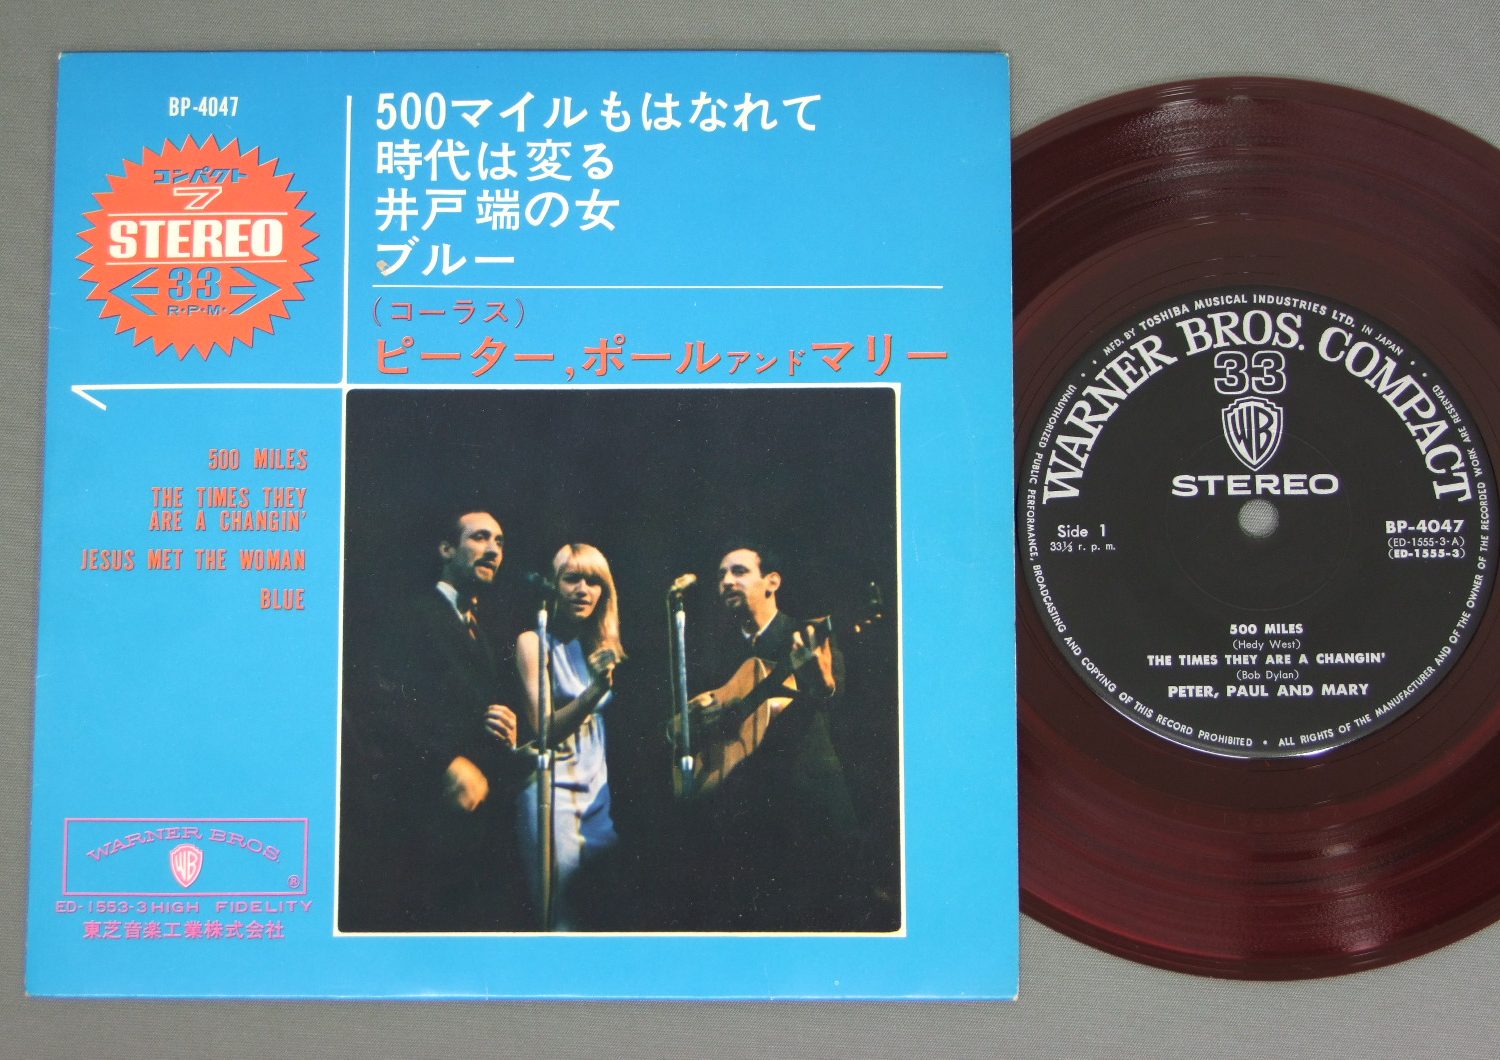 BP-4047
コンパクト
7
STEREO
33
R・P・M・
500マイルもはなれて
時代は変る
井戸端の女
ブルー
(コーラス)
ピーター,ポールアンドマリー
500 MILES
THE TIMES THEY
ARE A CHANGIN'
JESUS MET THE WOMAN
BLUE
WARNER BROS.
WB
®
ED-1553-3 HIGH FIDELITY
東芝音楽工業株式会社
MFD. BY TOSHIBA MUSICAL INDUSTRIES LTD. IN JAPAN
WARNER BROS. COMPACT
33
WB
STEREO
Side 1
33⅓ r. p. m.
BP-4047
(ED-1555-3-A)
(ED-1555-3)
500 MILES
(Hedy West)
THE TIMES THEY ARE A CHANGIN'
(Bob Dylan)
PETER, PAUL AND MARY
UNAUTHORIZED PUBLIC PERFORMANCE, BROADCASTING AND COPYING OF THIS RECORD PROHIBITED • ALL RIGHTS OF THE MANUFACTURER AND OF THE OWNER OF THE RECORDED WORK ARE RESERVED